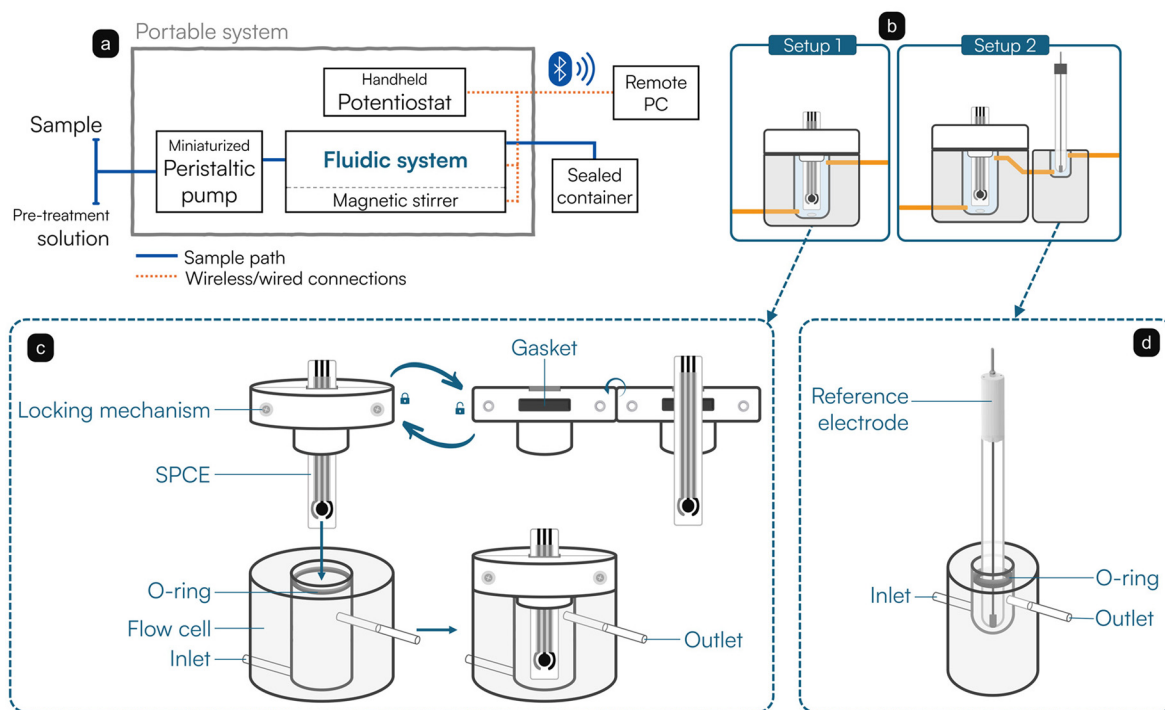 a
Portable system
Handheld
Potentiostat
Remote
PC
Sample
Miniaturized
Peristaltic
pump
Fluidic system
Magnetic stirrer
Sealed
container
Pre-treatment
solution
Sample path
Wireless/wired connections
b
Setup 1
Setup 2
c
Gasket
Locking mechanism
SPCE
O-ring
Flow cell
Inlet
Outlet
d
Reference
electrode
O-ring
Inlet
Outlet